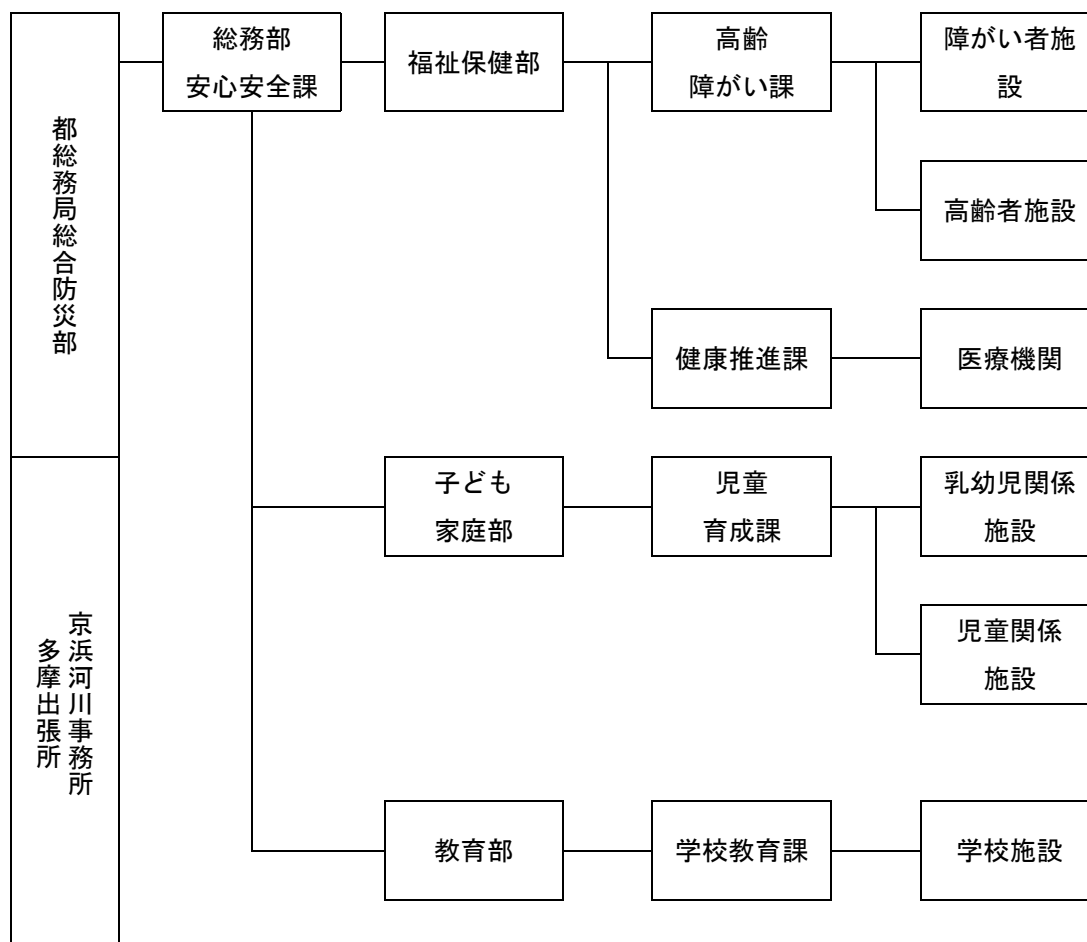 都総務局総合防災部
京浜河川事務所
多摩出張所
総務部
安心安全課
福祉保健部
高齢
障がい課
障がい者施
設
高齢者施設
健康推進課
医療機関
子ども
家庭部
児童
育成課
乳幼児関係
施設
児童関係
施設
教育部
学校教育課
学校施設